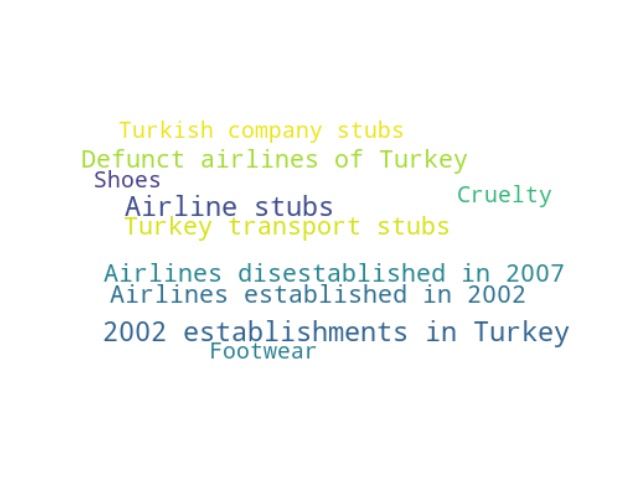 Turkish company stubs
Defunct airlines of Turkey
Shoes
Cruelty
Airline stubs
Turkey transport stubs
Airlines disestablished in 2007
Airlines established in 2002
2002 establishments in Turkey
Footwear